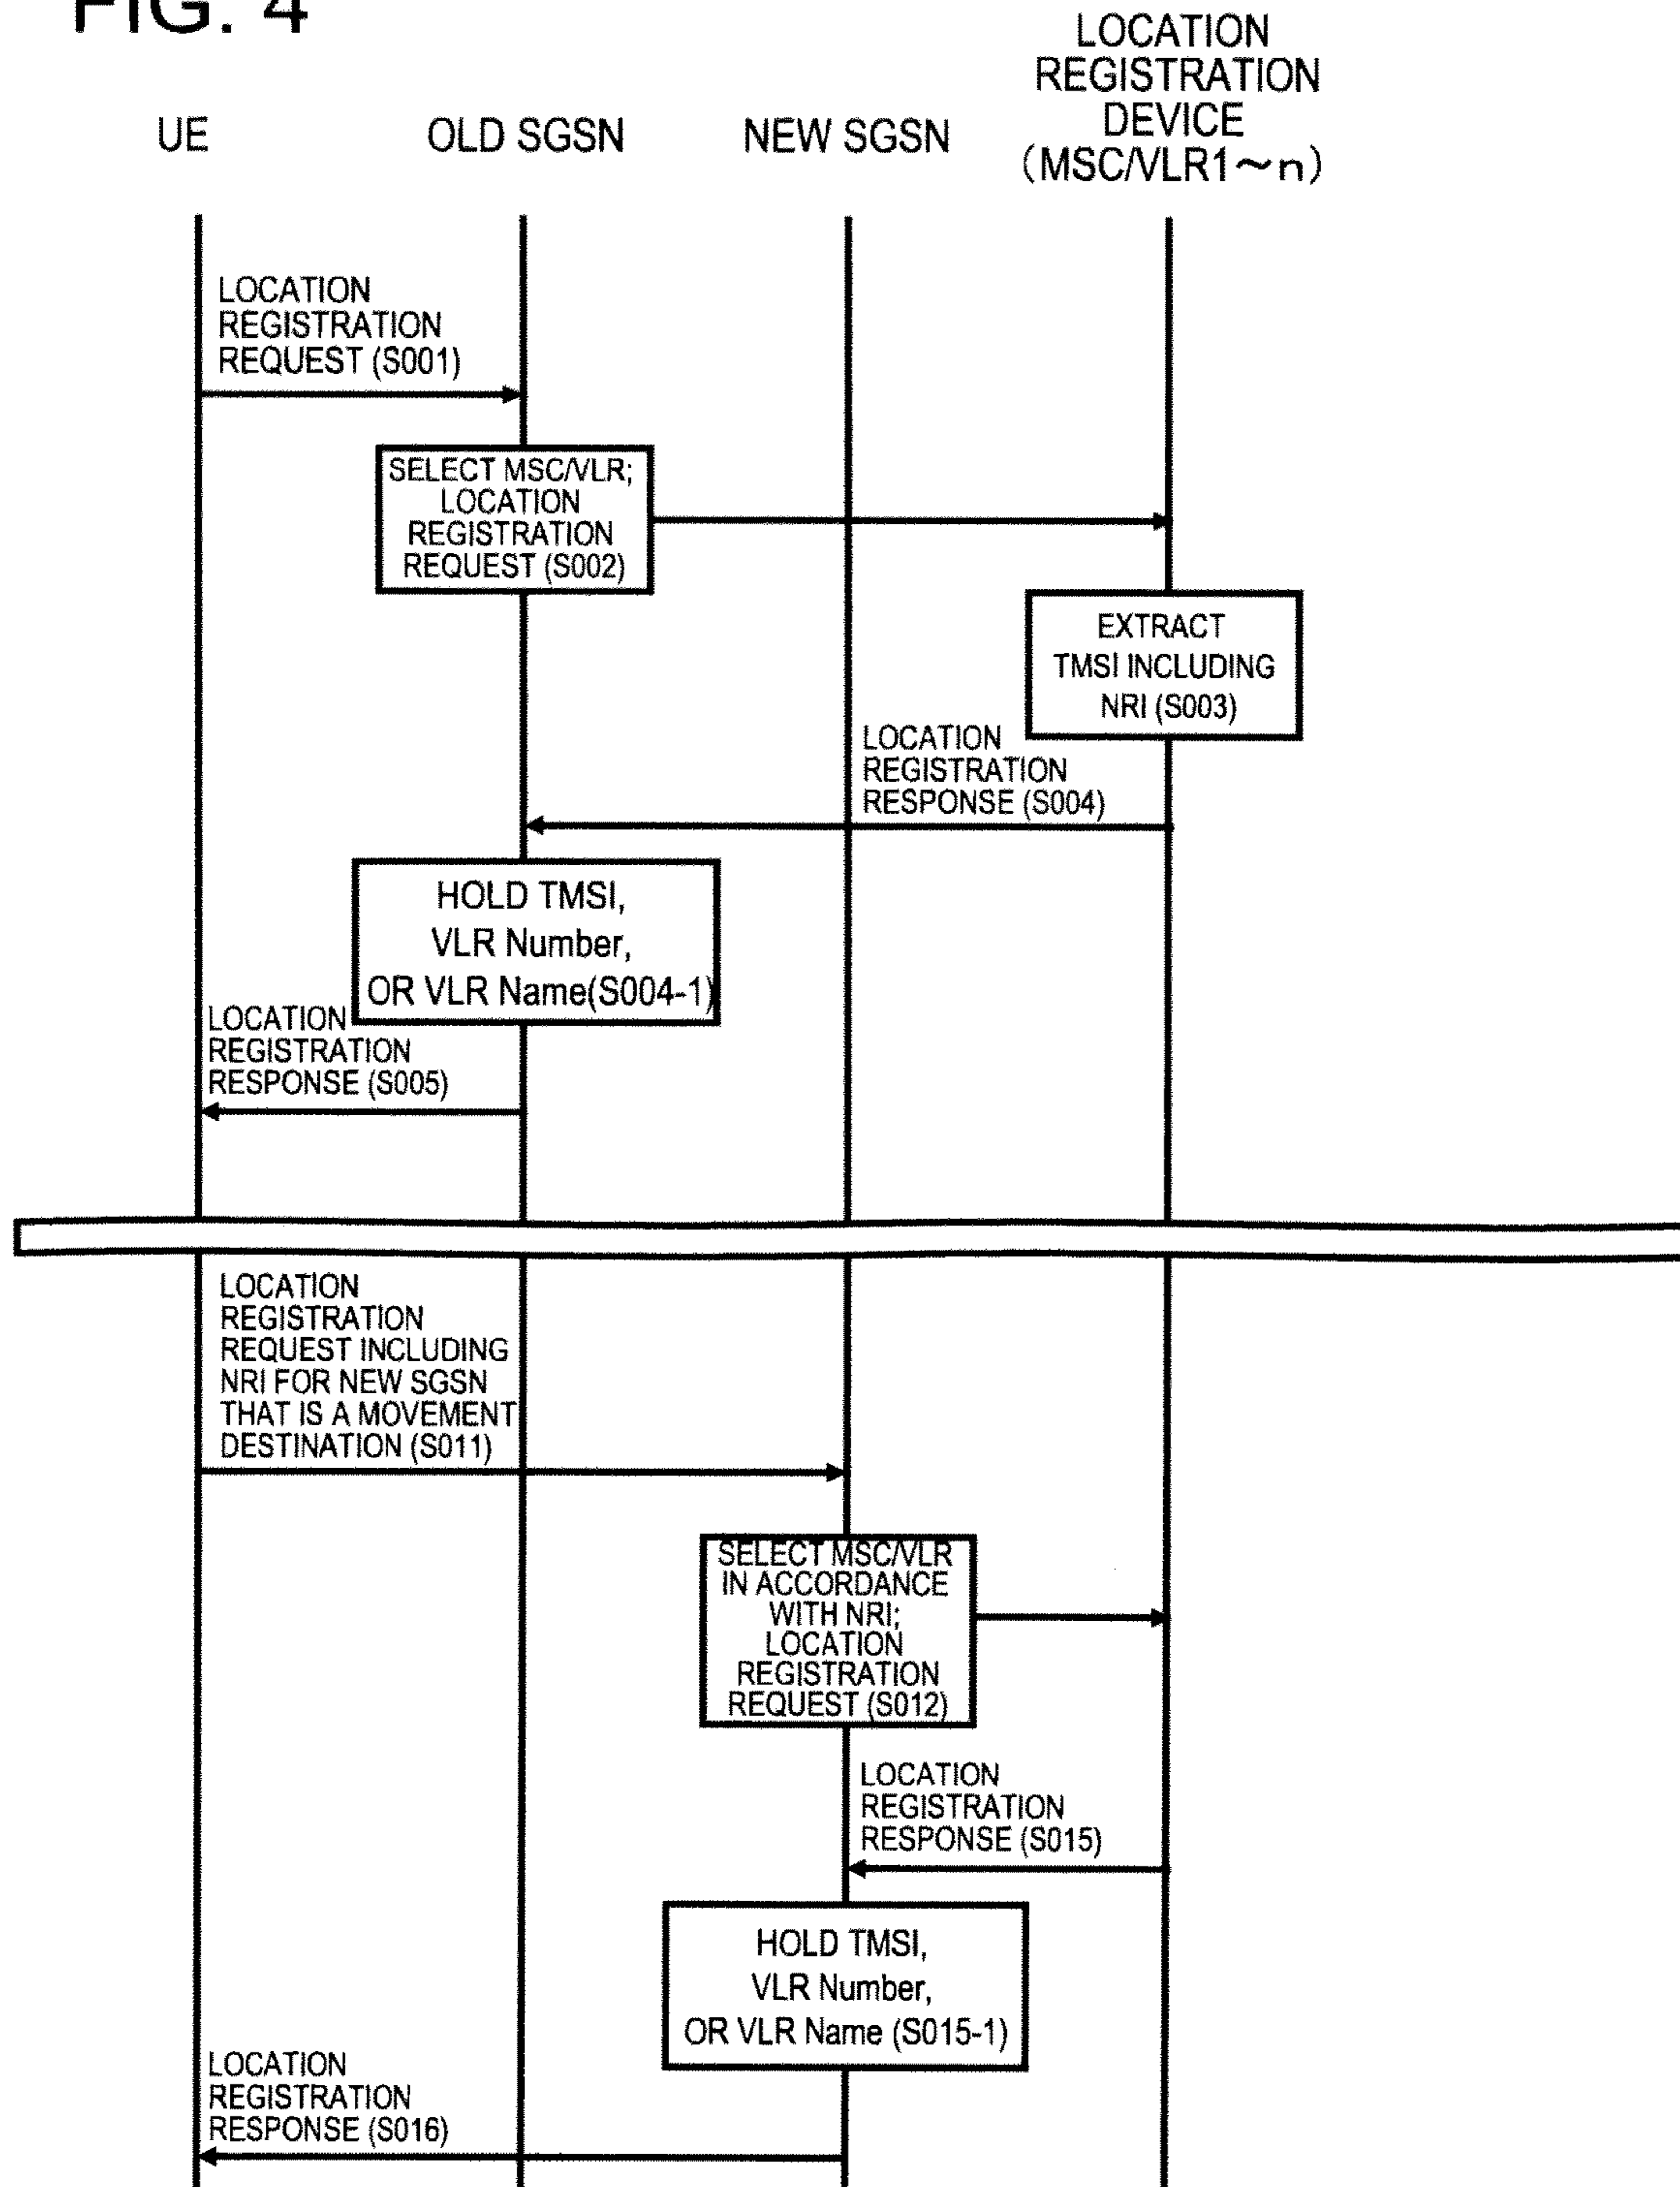 FIG. 4
UE
OLD SGSN
NEW SGSN
LOCATION
REGISTRATION
DEVICE
(MSC/VLR1～n)
LOCATION
REGISTRATION
REQUEST (S001)
SELECT MSC/VLR;
LOCATION
REGISTRATION
REQUEST (S002)
EXTRACT
TMSI INCLUDING
NRI (S003)
LOCATION
REGISTRATION
RESPONSE (S004)
HOLD TMSI,
VLR Number,
OR VLR Name(S004-1)
LOCATION
REGISTRATION
RESPONSE (S005)
LOCATION
REGISTRATION
REQUEST INCLUDING
NRI FOR NEW SGSN
THAT IS A MOVEMENT
DESTINATION (S011)
SELECT MSC/VLR
IN ACCORDANCE
WITH NRI;
LOCATION
REGISTRATION
REQUEST (S012)
LOCATION
REGISTRATION
RESPONSE (S015)
HOLD TMSI,
VLR Number,
OR VLR Name (S015-1)
LOCATION
REGISTRATION
RESPONSE (S016)